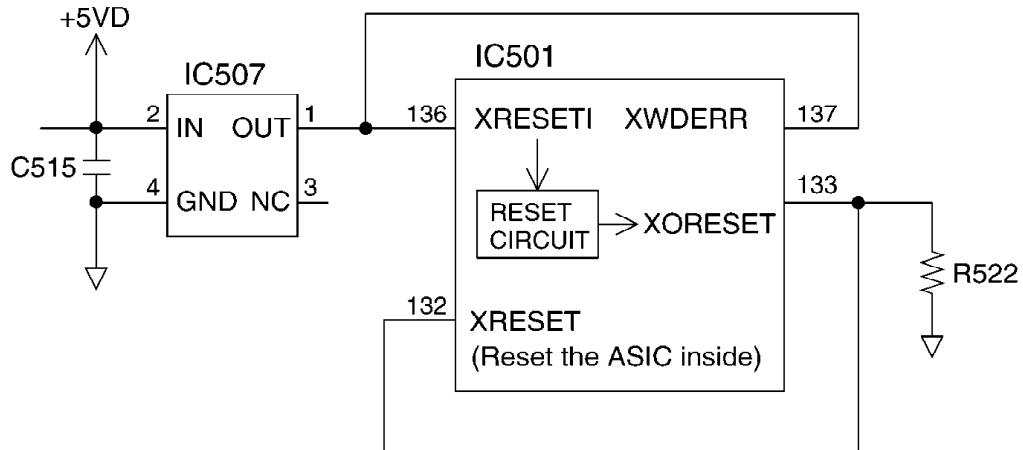 +5VD
IC507
IC501
2 IN OUT 1
136 XRESETI XWDERR 137
C515
4 GND NC 3
133
RESET
CIRCUIT
XORESET
R522
132
XRESET
(Reset the ASIC inside)